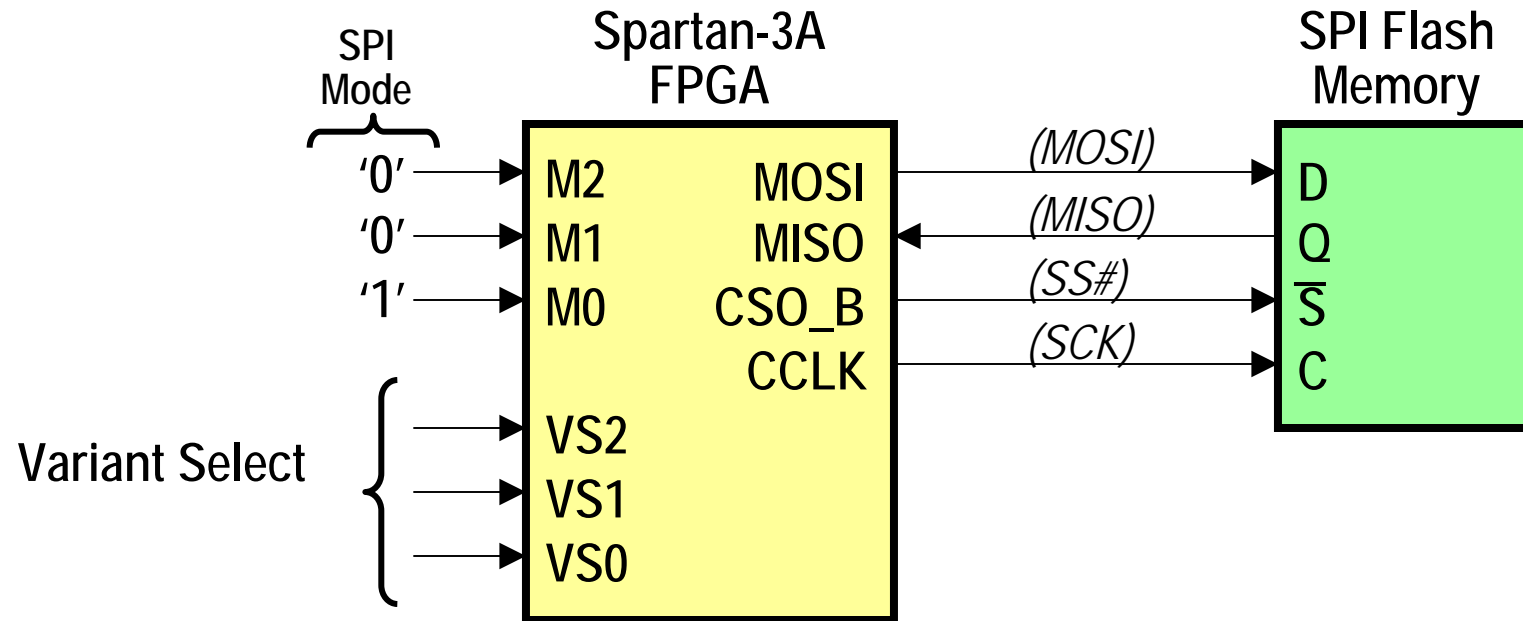 SPI
Mode
Spartan-3A
FPGA
SPI Flash
Memory
‘0’
‘0’
‘1’
M2
M1
M0
MOSI
MISO
CSO_B
CCLK
(MOSI)
(MISO)
(SS#)
(SCK)
D
Q
S̅
C
Variant Select
VS2
VS1
VS0